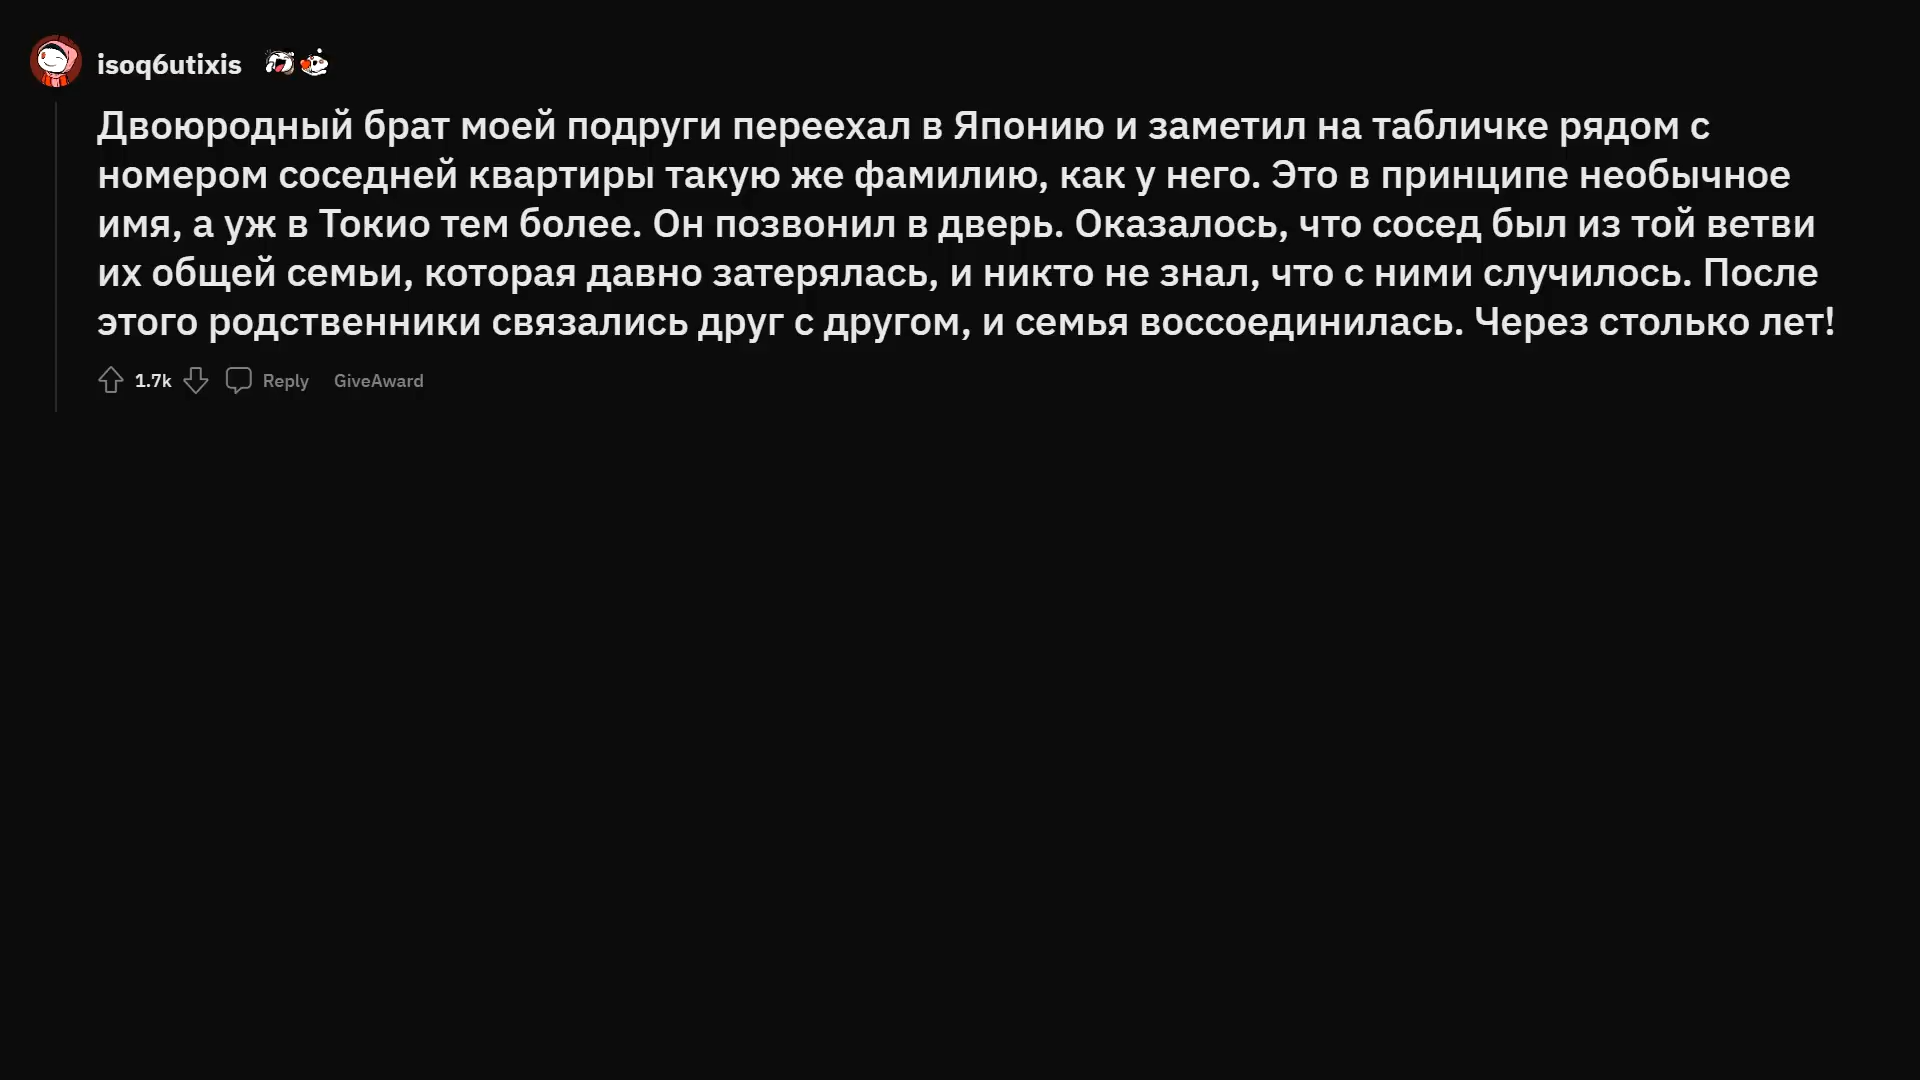 isoq6utixis
Двоюродный брат моей подруги переехал в Японию и заметил на табличке рядом с
номером соседней квартиры такую же фамилию, как у него. Это в принципе необычное
имя, а уж в Токио тем более. Он позвонил в дверь. Оказалось, что сосед был из той ветви
их общей семьи, которая давно затерялась, и никто не знал, что с ними случилось. После
этого родственники связались друг с другом, и семья воссоединилась. Через столько лет!
1.7k Reply GiveAward